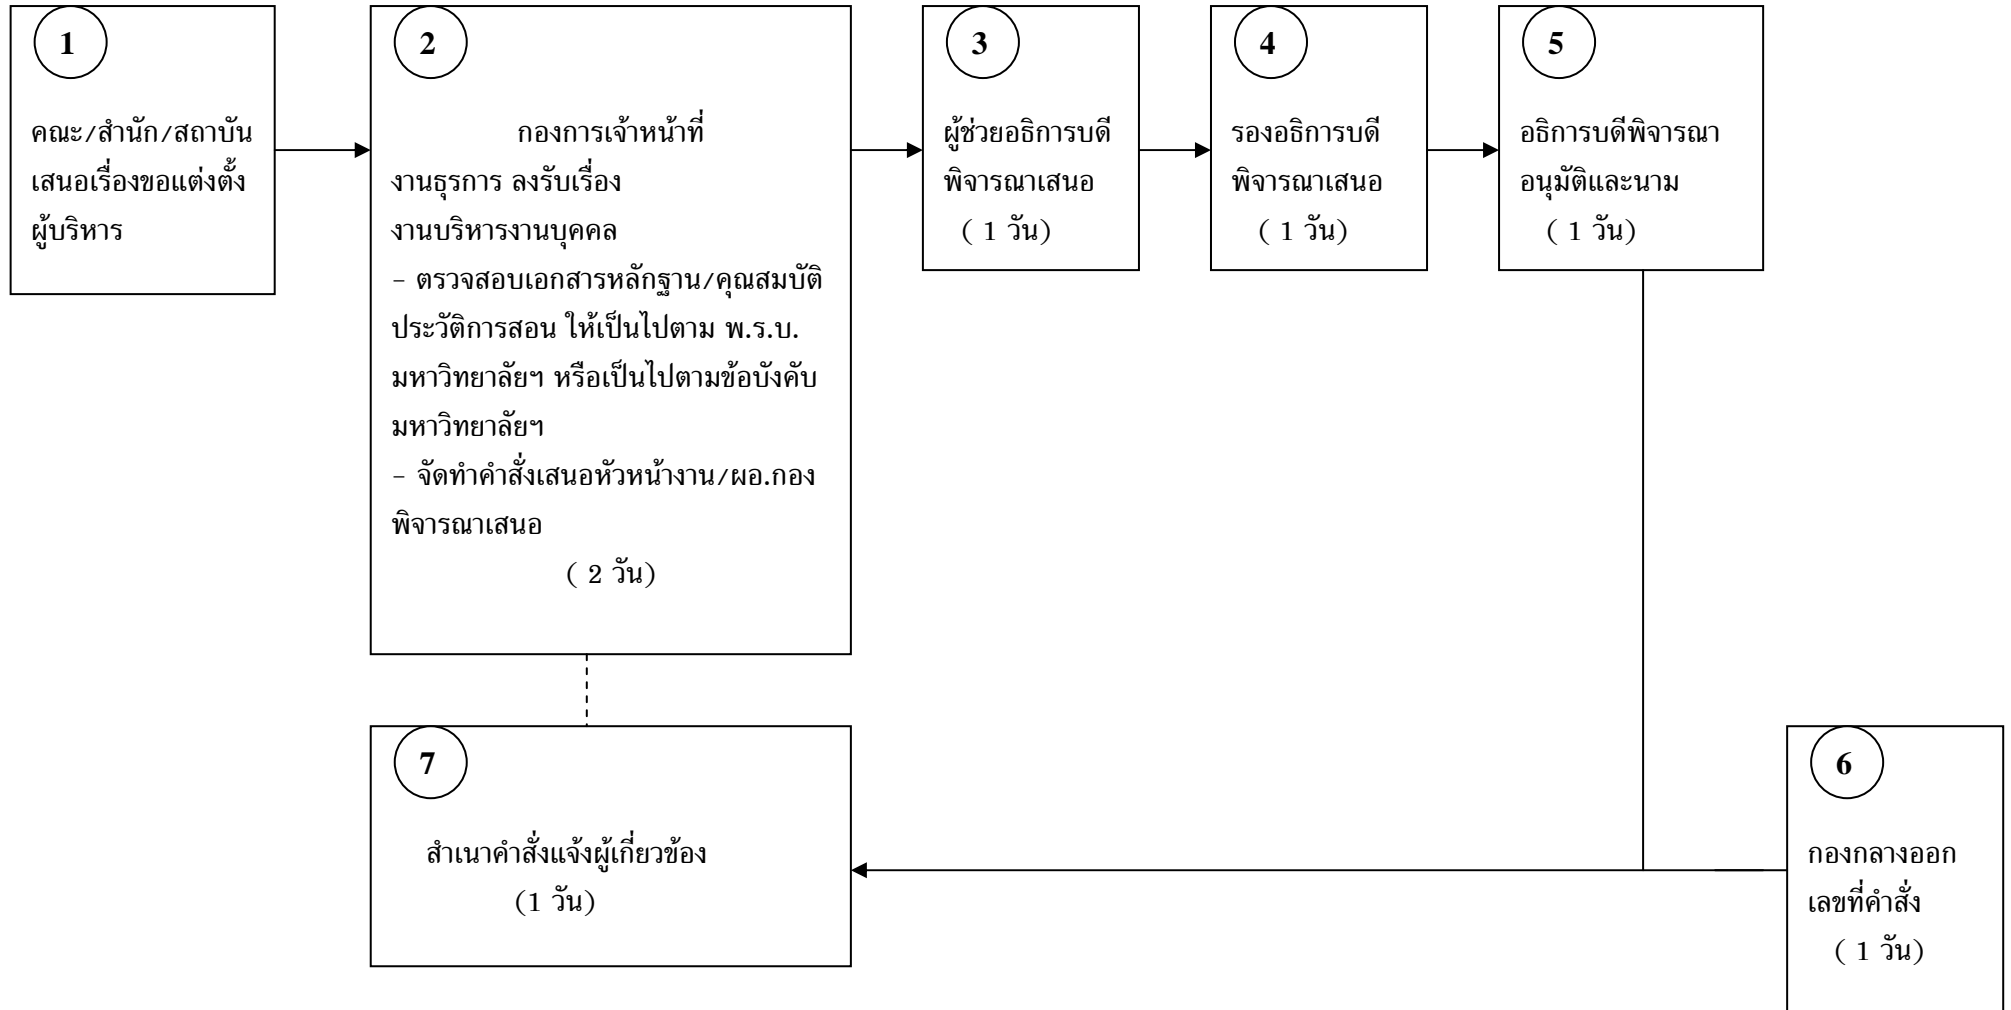 1
คณะ/สำนัก/สถาบัน
เสนอเรื่องขอแต่งตั้ง
ผู้บริหาร
2
กองการเจ้าหน้าที่
งานธุรการ ลงรับเรื่อง
งานบริหารงานบุคคล
- ตรวจสอบเอกสารหลักฐาน/คุณสมบัติ
ประวัติการสอน ให้เป็นไปตาม พ.ร.บ.
มหาวิทยาลัยฯ หรือเป็นไปตามข้อบังคับ
มหาวิทยาลัยฯ
- จัดทำคำสั่งเสนอหัวหน้างาน/ผอ.กอง
พิจารณาเสนอ
( 2 วัน)
3
ผู้ช่วยอธิการบดี
พิจารณาเสนอ
( 1 วัน)
4
รองอธิการบดี
พิจารณาเสนอ
( 1 วัน)
5
อธิการบดีพิจารณา
อนุมัติและนาม
( 1 วัน)
6
กองกลางออก
เลขที่คำสั่ง
( 1 วัน)
7
สำเนาคำสั่งแจ้งผู้เกี่ยวข้อง
(1 วัน)